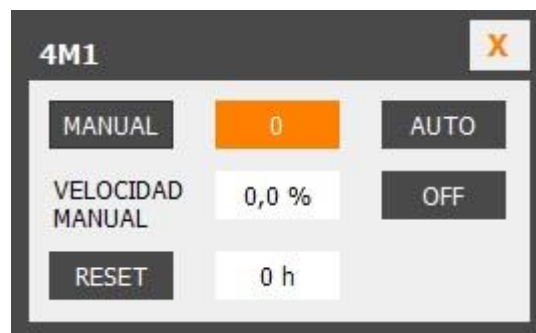 4M1
X
MANUAL
0
AUTO
VELOCIDAD
MANUAL
0,0 %
OFF
RESET
0 h